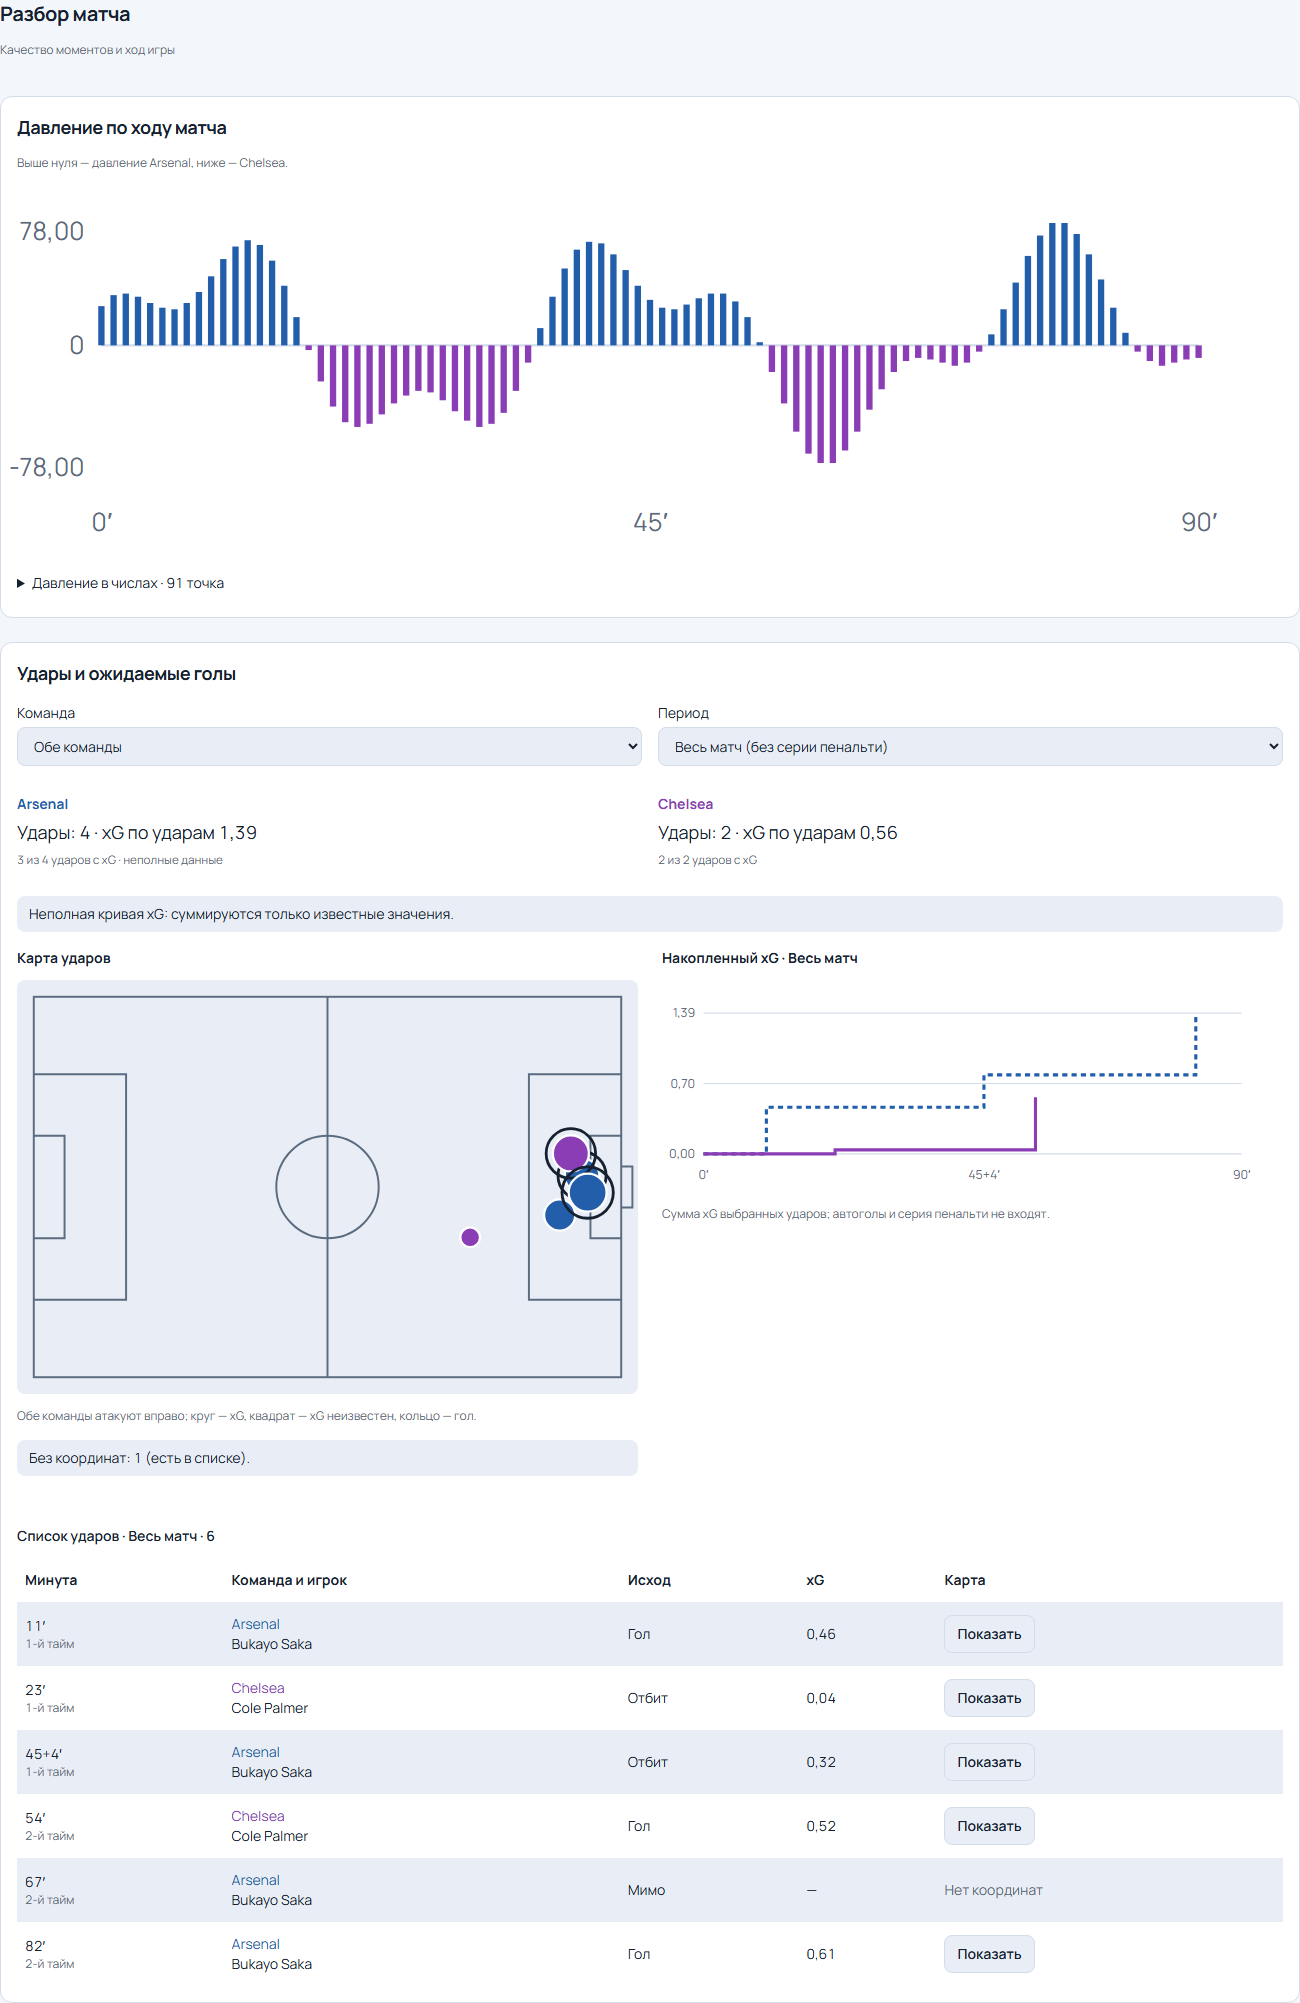 Разбор матча
Качество моментов и ход игры
Давление по ходу матча
Выше нуля — давление Arsenal, ниже — Chelsea.
78,00
0
-78,00
0′ 45′ 90′
Давление в числах · 91 точка
Удары и ожидаемые голы
Команда Период
Обе команды Весь матч (без серии пенальти)
Arsenal Chelsea
Удары: 4 · xG по ударам 1,39 Удары: 2 · xG по ударам 0,56
3 из 4 ударов с xG · неполные данные 2 из 2 ударов с xG
Неполная кривая xG: суммируются только известные значения.
Карта ударов
Накопленный xG · Весь матч
1,39
0,70
0,00
0′ 45+4′ 90′
Сумма xG выбранных ударов; автоголы и серия пенальти не входят.
Обе команды атакуют вправо; круг — xG, квадрат — xG неизвестен, кольцо — гол.
Без координат: 1 (есть в списке).
Список ударов · Весь матч · 6
Минута Команда и игрок Исход xG Карта
11′ Arsenal
1-й тайм Bukayo Saka Гол 0,46 Показать
23′ Chelsea
1-й тайм Cole Palmer Отбит 0,04 Показать
45+4′ Arsenal
1-й тайм Bukayo Saka Отбит 0,32 Показать
54′ Chelsea
2-й тайм Cole Palmer Гол 0,52 Показать
67′ Arsenal
2-й тайм Bukayo Saka Мимо — Нет координат
82′ Arsenal
2-й тайм Bukayo Saka Гол 0,61 Показать